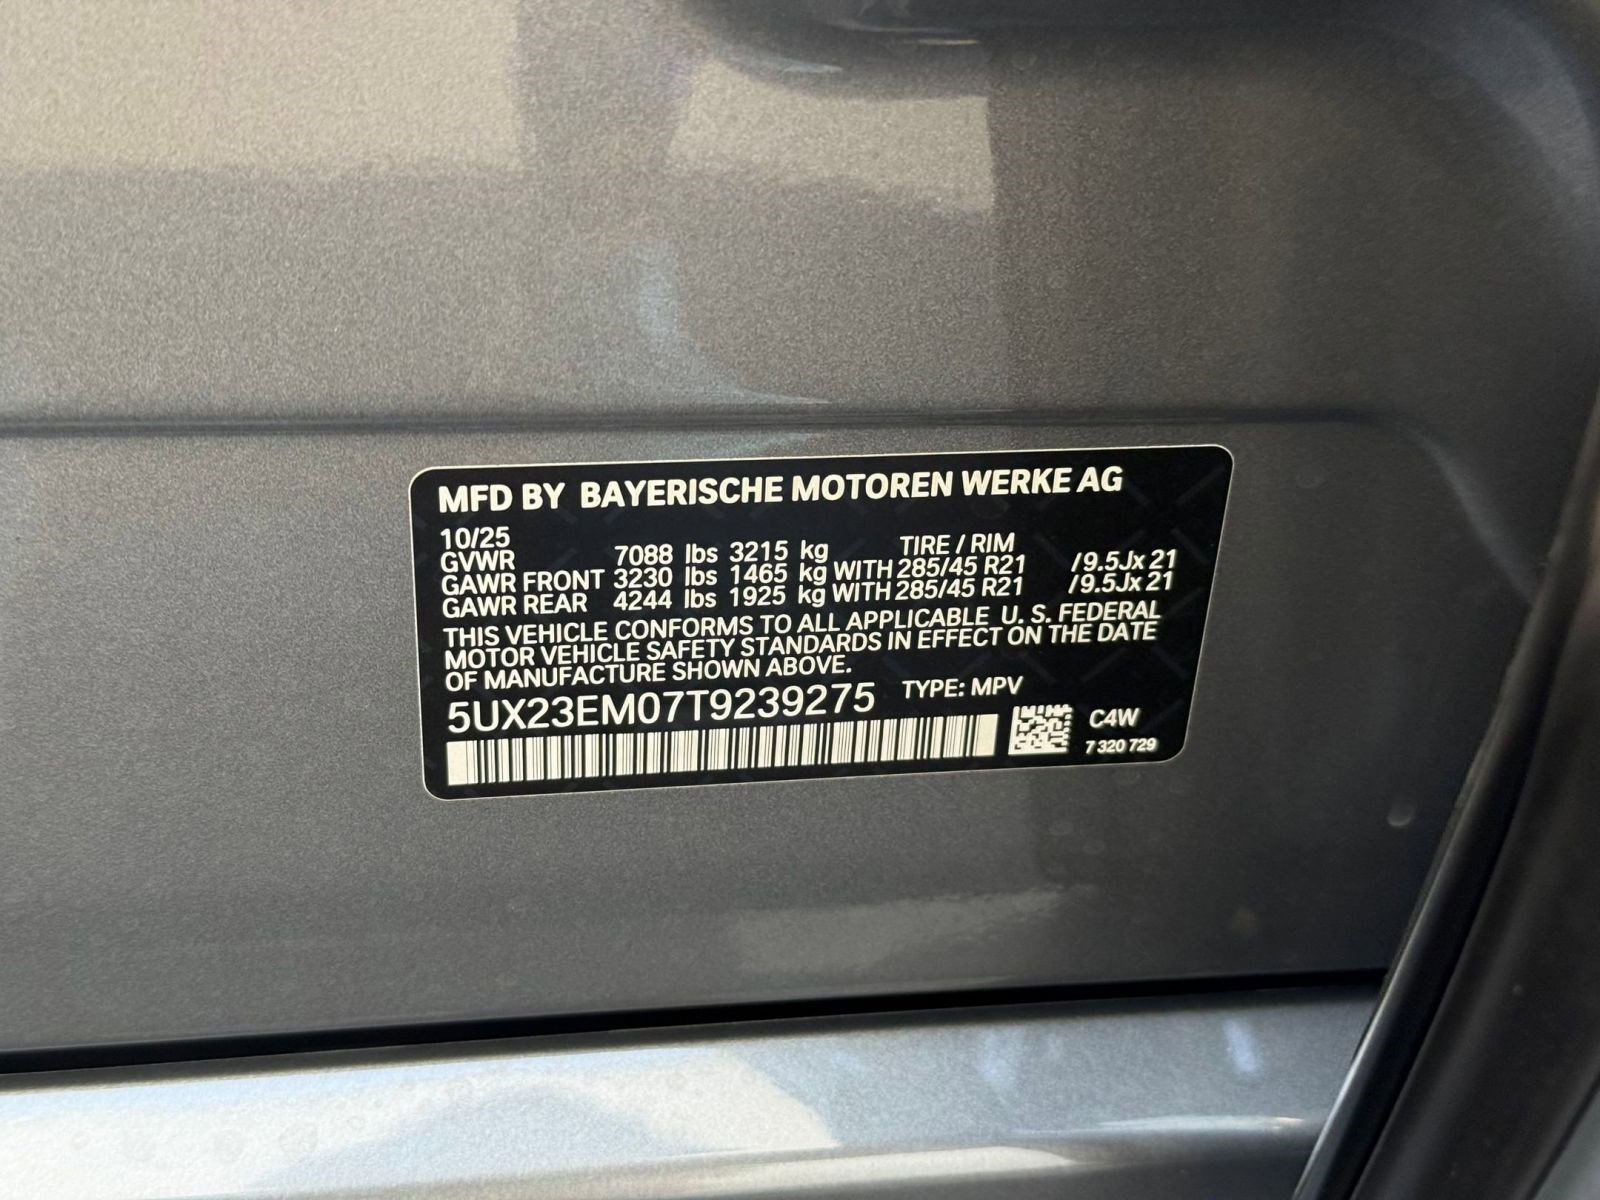 MFD BY BAYERISCHE MOTOREN WERKE AG
10/25
GVWR 7088 lbs 3215 kg TIRE / RIM
GAWR FRONT 3230 lbs 1465 kg WITH 285/45 R21 /9.5Jx 21
GAWR REAR 4244 lbs 1925 kg WITH 285/45 R21 /9.5Jx 21
THIS VEHICLE CONFORMS TO ALL APPLICABLE U. S. FEDERAL
MOTOR VEHICLE SAFETY STANDARDS IN EFFECT ON THE DATE
OF MANUFACTURE SHOWN ABOVE.
5UX23EM07T9239275 TYPE: MPV
C4W
7 320 729